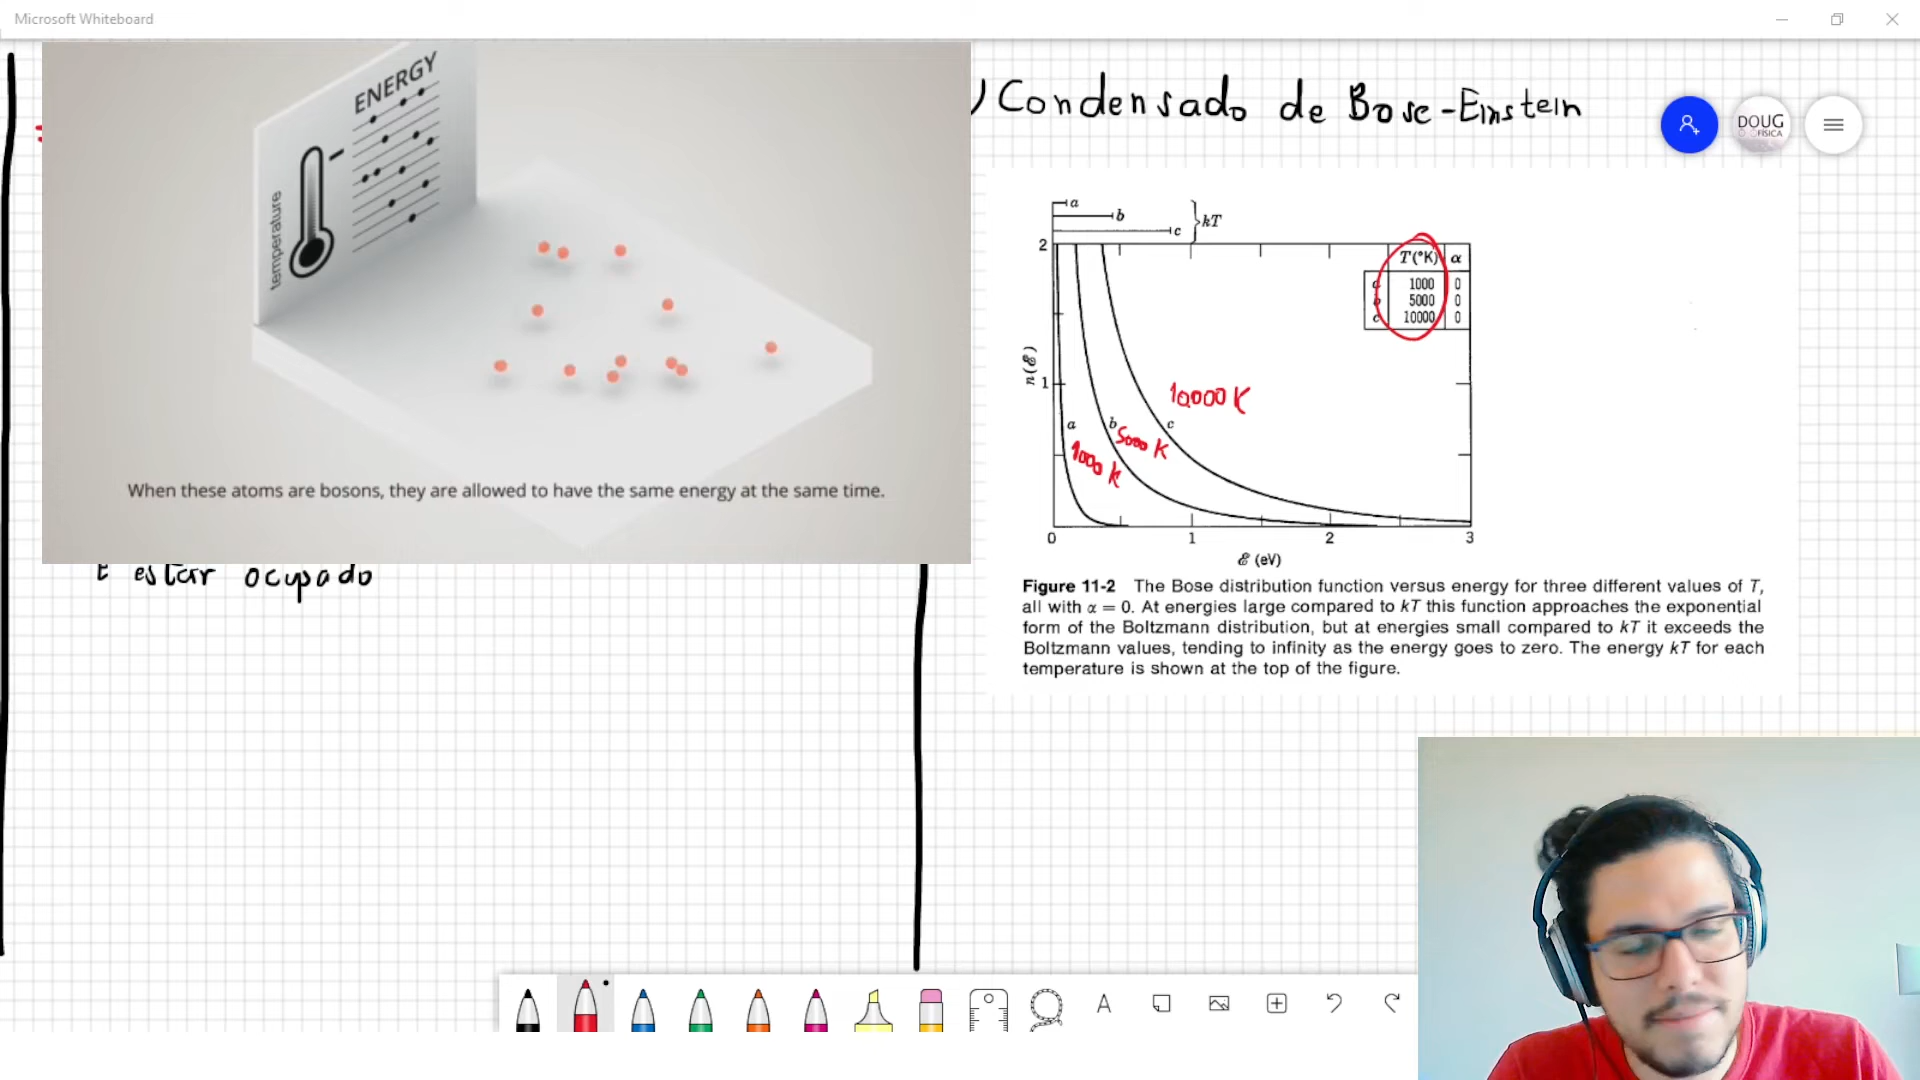 Microsoft Whiteboard
ENERGY
temperature
When these atoms are bosons, they are allowed to have the same energy at the same time.
estar ocupado
) Condensado de Bose-Einstein
DOUG
FÍSICA
a
b
c
kT
2
1
n(ℰ)
T(°K) α
1000 0
b 5000 0
c 10000 0
10,000 K
a b c
5000 K
1000 K
0 1 2 3
ℰ (eV)
Figure 11-2 The Bose distribution function versus energy for three different values of T,
all with α = 0. At energies large compared to kT this function approaches the exponential
form of the Boltzmann distribution, but at energies small compared to kT it exceeds the
Boltzmann values, tending to infinity as the energy goes to zero. The energy kT for each
temperature is shown at the top of the figure.
A